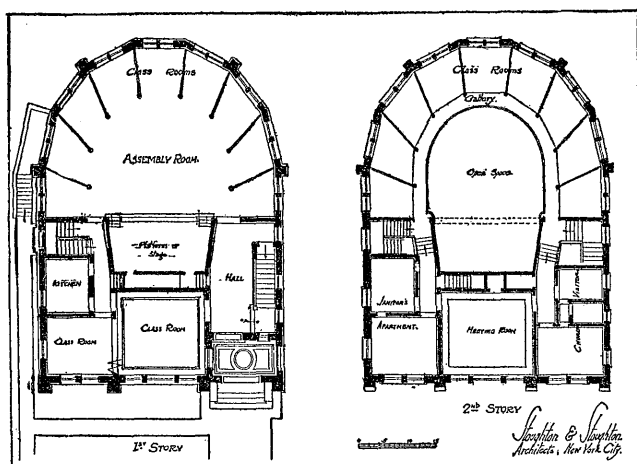 CLASS ROOMS
ASSEMBLY ROOM.
PLATFORM or
STAGE
HALL
KITCHEN
CLASS ROOM
CLASS ROOM
1ST STORY
CLASS ROOMS
GALLERY.
OPEN SPACE
JANITOR'S
APARTMENT.
MEETING ROOM
2ND STORY
Stoughton & Stoughton
Architects, New York City.